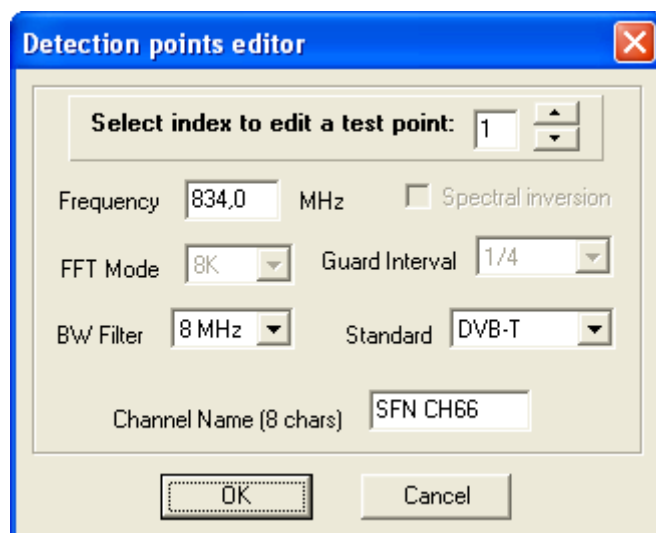 Detection points editor
Select index to edit a test point: 1
Frequency 834,0 MHz Spectral inversion
FFT Mode 8K Guard Interval 1/4
BW Filter 8 MHz Standard DVB-T
Channel Name (8 chars) SFN CH66
OK Cancel